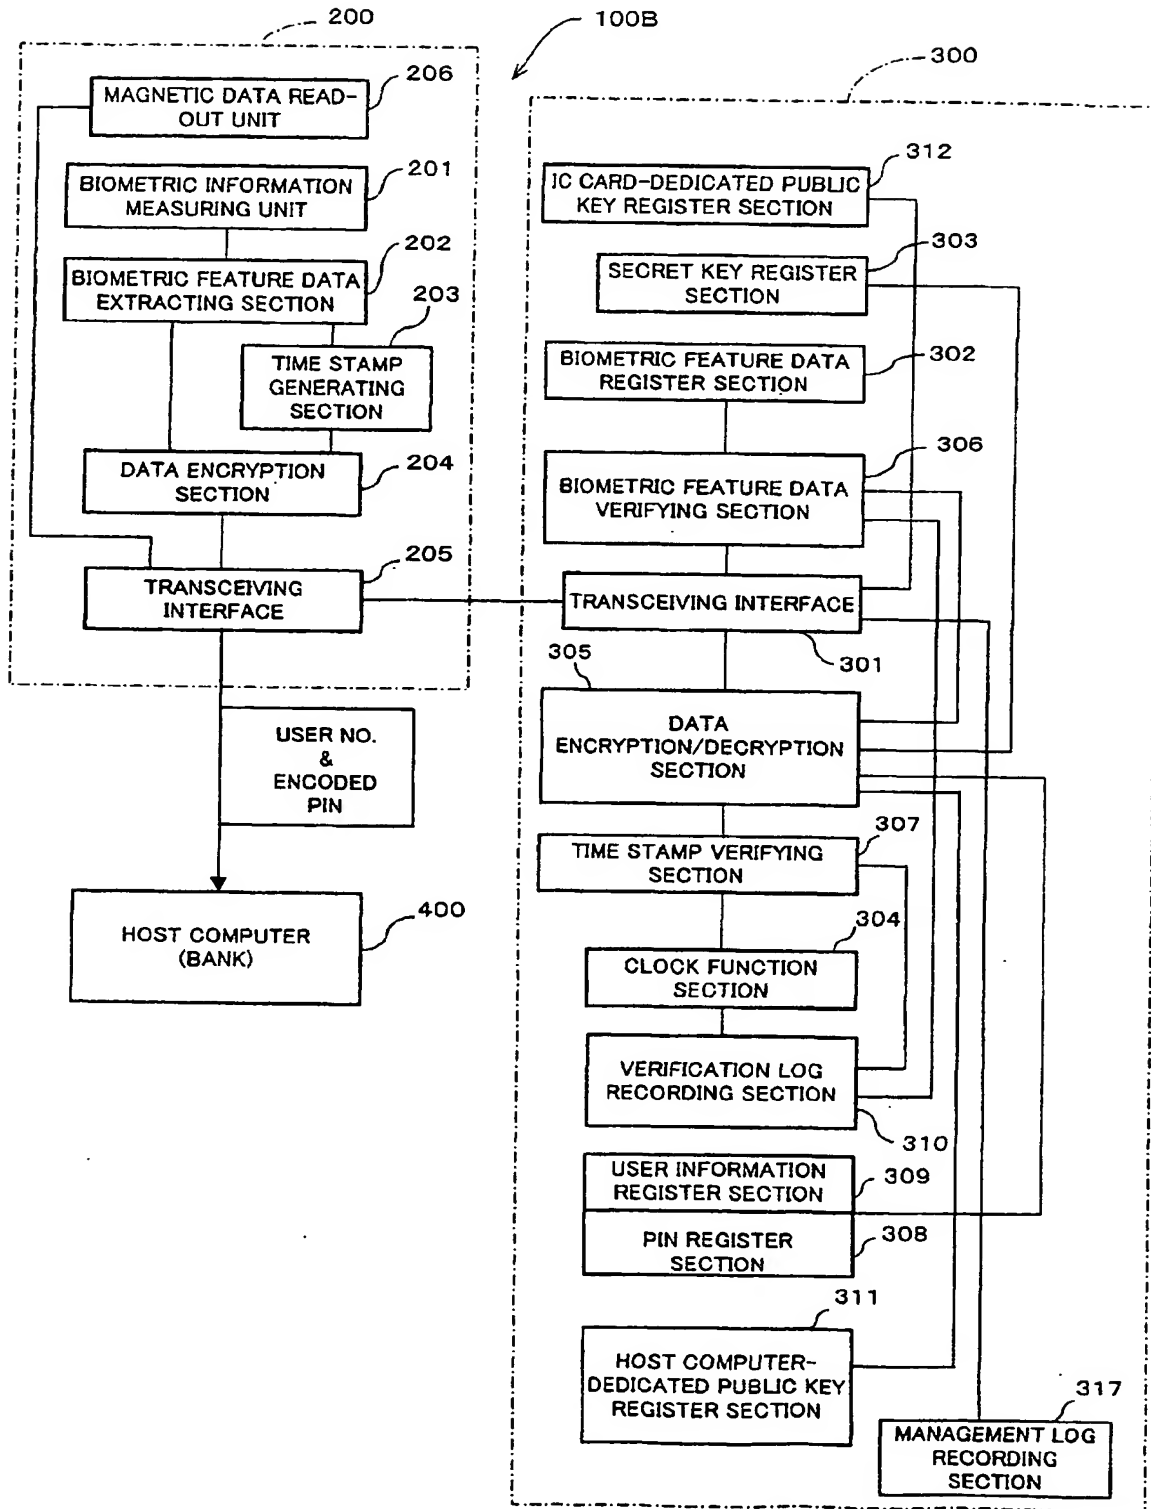 200
100B
300
206
MAGNETIC DATA READ-
OUT UNIT
201
BIOMETRIC INFORMATION
MEASURING UNIT
202
BIOMETRIC FEATURE DATA
EXTRACTING SECTION
203
TIME STAMP
GENERATING
SECTION
204
DATA ENCRYPTION
SECTION
205
TRANSCEIVING
INTERFACE
USER NO.
&
ENCODED
PIN
400
HOST COMPUTER
(BANK)
312
IC CARD-DEDICATED PUBLIC
KEY REGISTER SECTION
303
SECRET KEY REGISTER
SECTION
302
BIOMETRIC FEATURE DATA
REGISTER SECTION
306
BIOMETRIC FEATURE DATA
VERIFYING SECTION
TRANSCEIVING INTERFACE
301
305
DATA
ENCRYPTION/DECRYPTION
SECTION
307
TIME STAMP VERIFYING
SECTION
304
CLOCK FUNCTION
SECTION
VERIFICATION LOG
RECORDING SECTION
310
USER INFORMATION
REGISTER SECTION
309
PIN REGISTER
SECTION
308
311
HOST COMPUTER-
DEDICATED PUBLIC KEY
REGISTER SECTION
317
MANAGEMENT LOG
RECORDING
SECTION